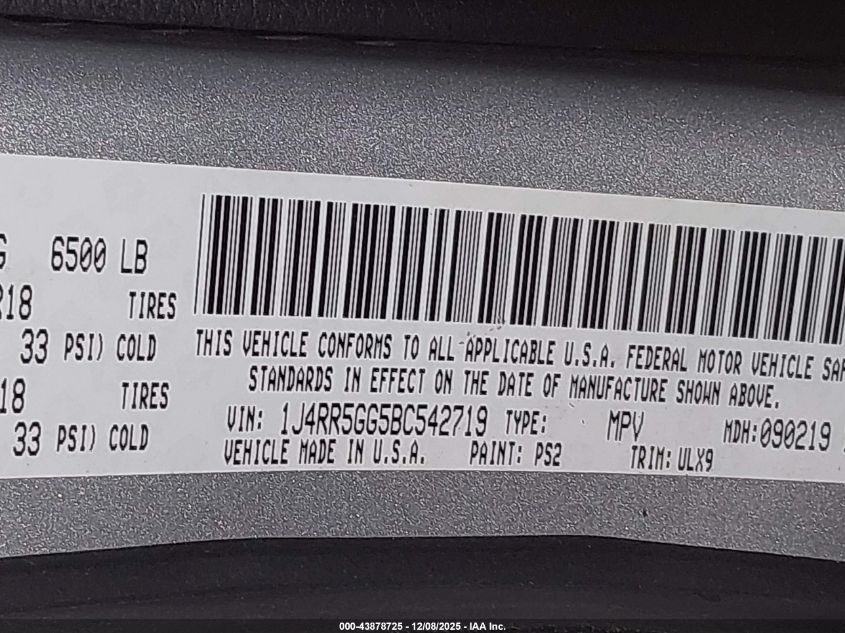 6500 LB
R18 TIRES
33 PSI) COLD
18 TIRES
33 PSI) COLD
THIS VEHICLE CONFORMS TO ALL APPLICABLE U.S.A. FEDERAL MOTOR VEHICLE SAF
STANDARDS IN EFFECT ON THE DATE OF MANUFACTURE SHOWN ABOVE.
VIN: 1J4RR5GG5BC542719 TYPE: MPV MDH:090219
VEHICLE MADE IN U.S.A. PAINT: PS2 TRIM: ULX9
000-43878725 - 12/08/2025 - IAA Inc.